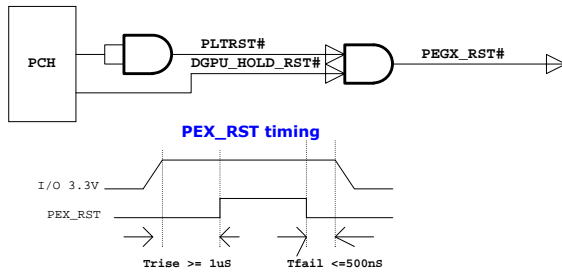 PCH
PLTRST#
DGPU_HOLD_RST#
PEGX_RST#
PEX_RST timing
I/O 3.3V
PEX_RST
Trise >= 1uS
Tfail <=500nS